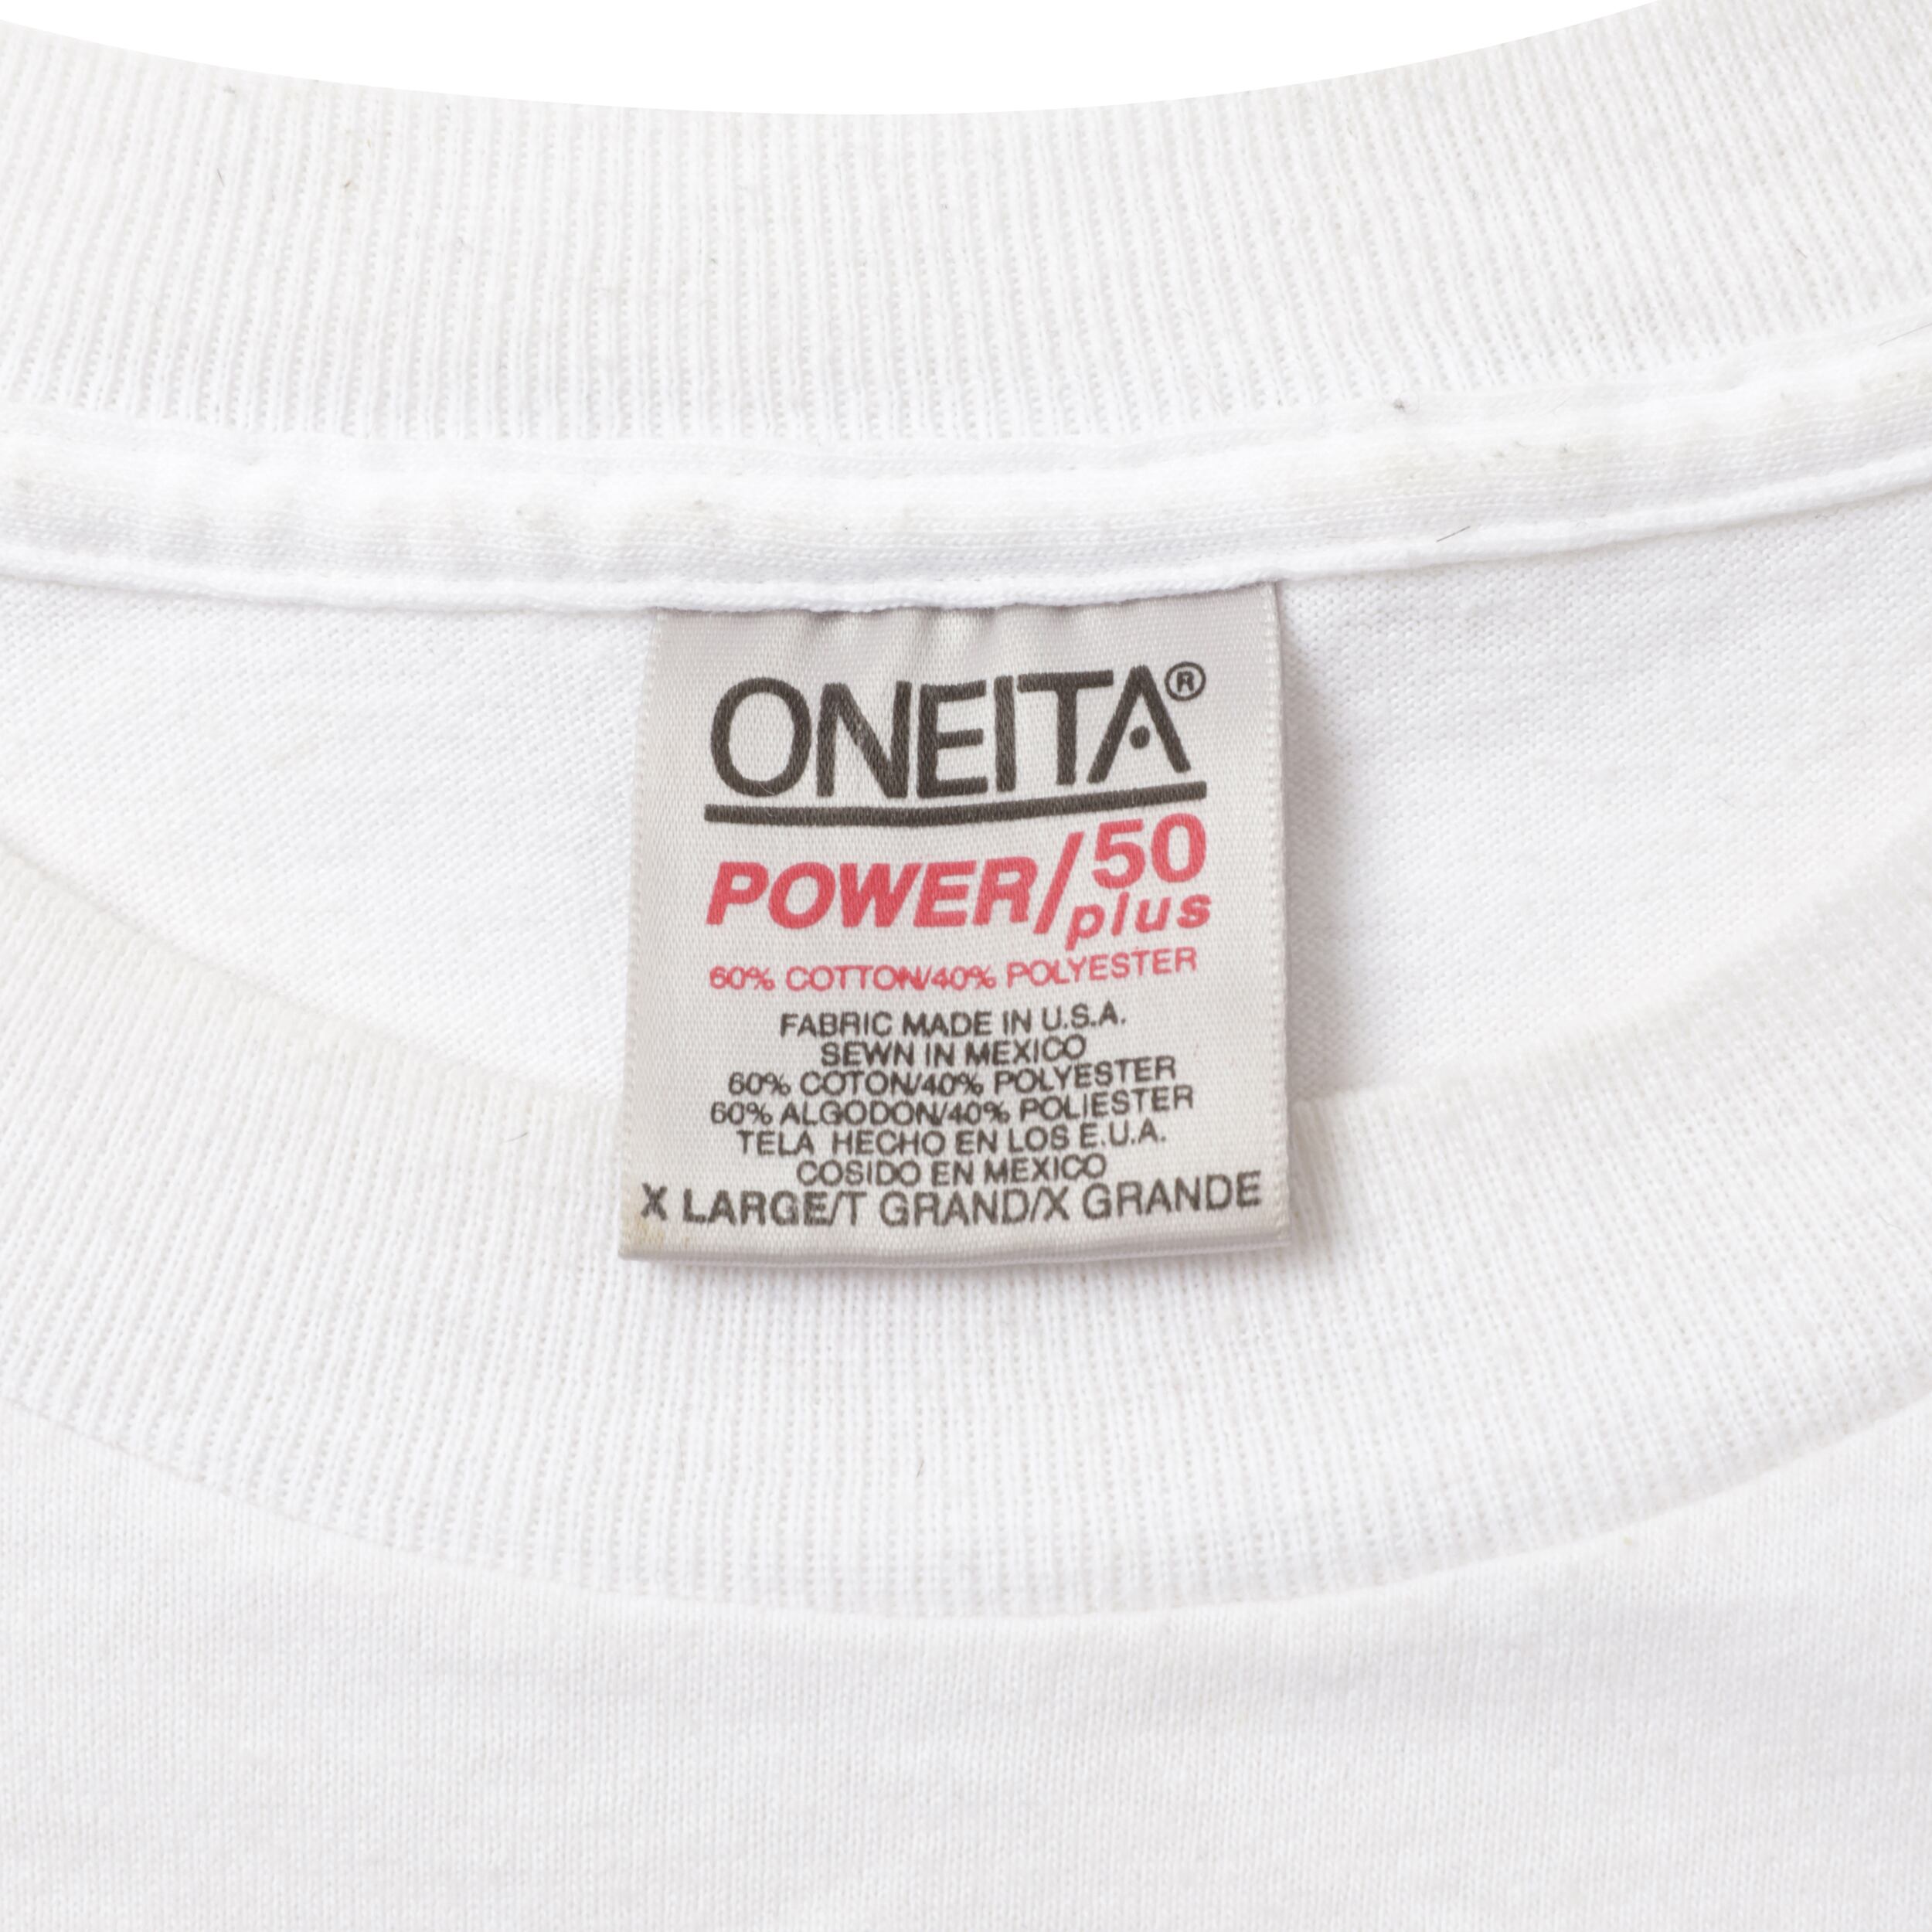 ONEITA®
POWER/50
plus
60% COTTON/40% POLYESTER
FABRIC MADE IN U.S.A.
SEWN IN MEXICO
60% COTON/40% POLYESTER
60% ALGODON/40% POLIESTER
TELA HECHO EN LOS E.U.A.
COSIDO EN MEXICO
X LARGE/T GRAND/X GRANDE